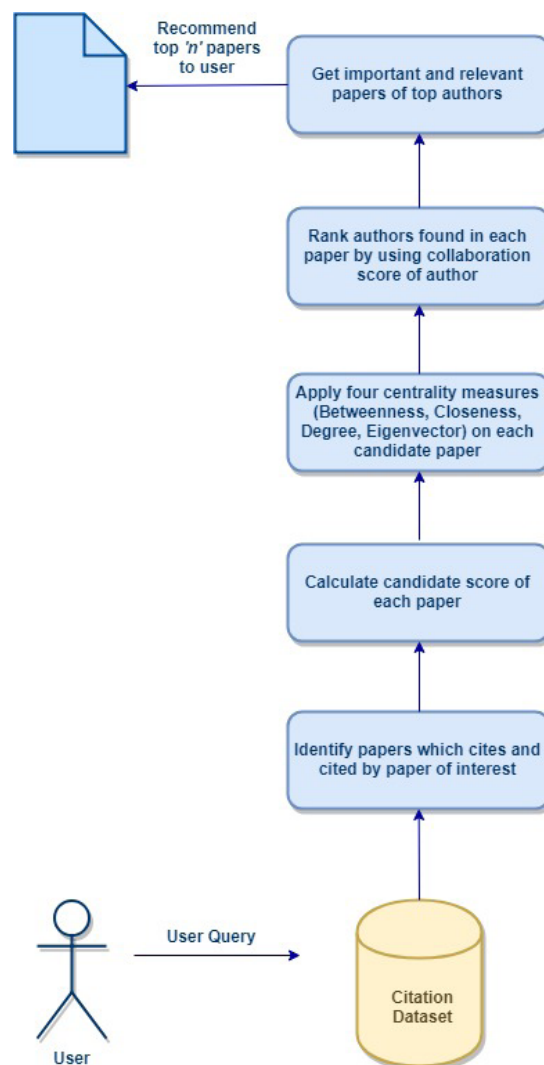 Recommend
top 'n' papers
to user
Get important and relevant
papers of top authors
Rank authors found in each
paper by using collaboration
score of author
Apply four centrality measures
(Betweenness, Closeness,
Degree, Eigenvector) on each
candidate paper
Calculate candidate score of
each paper
Identify papers which cites and
cited by paper of interest
User Query
Citation
Dataset
User